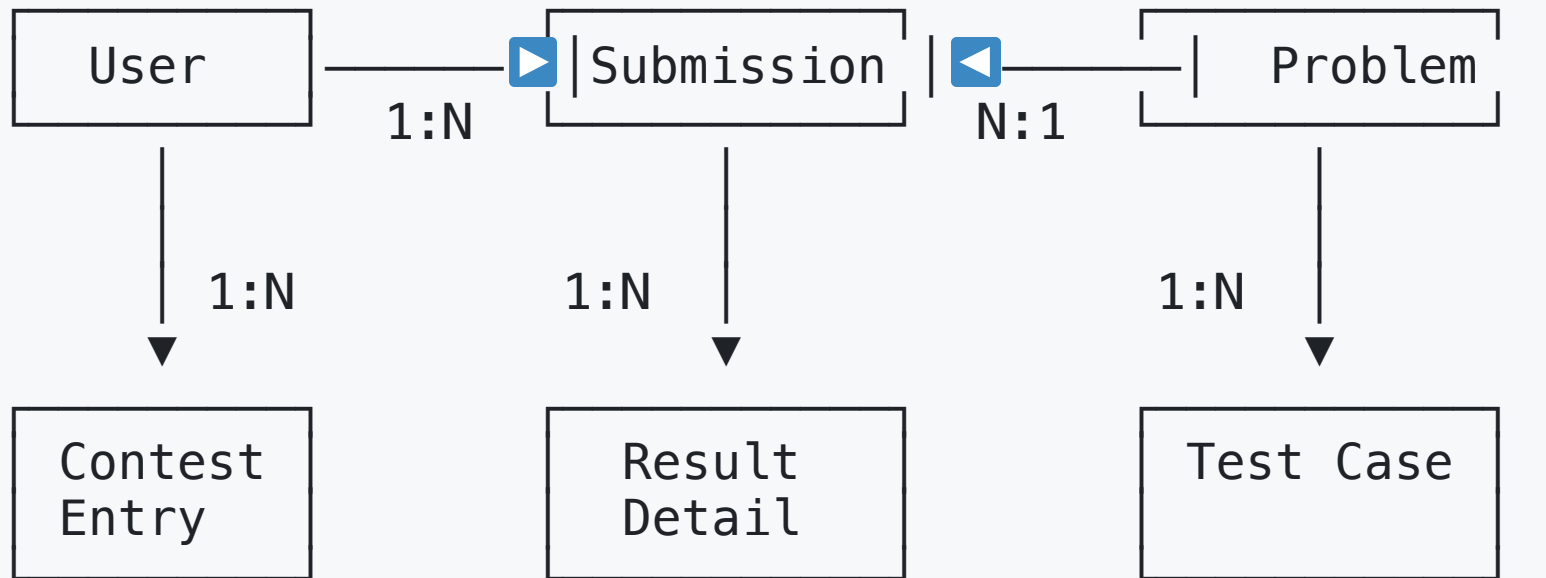 User Submission Problem
1:N N:1
1:N 1:N 1:N
Contest Result Test Case
Entry Detail